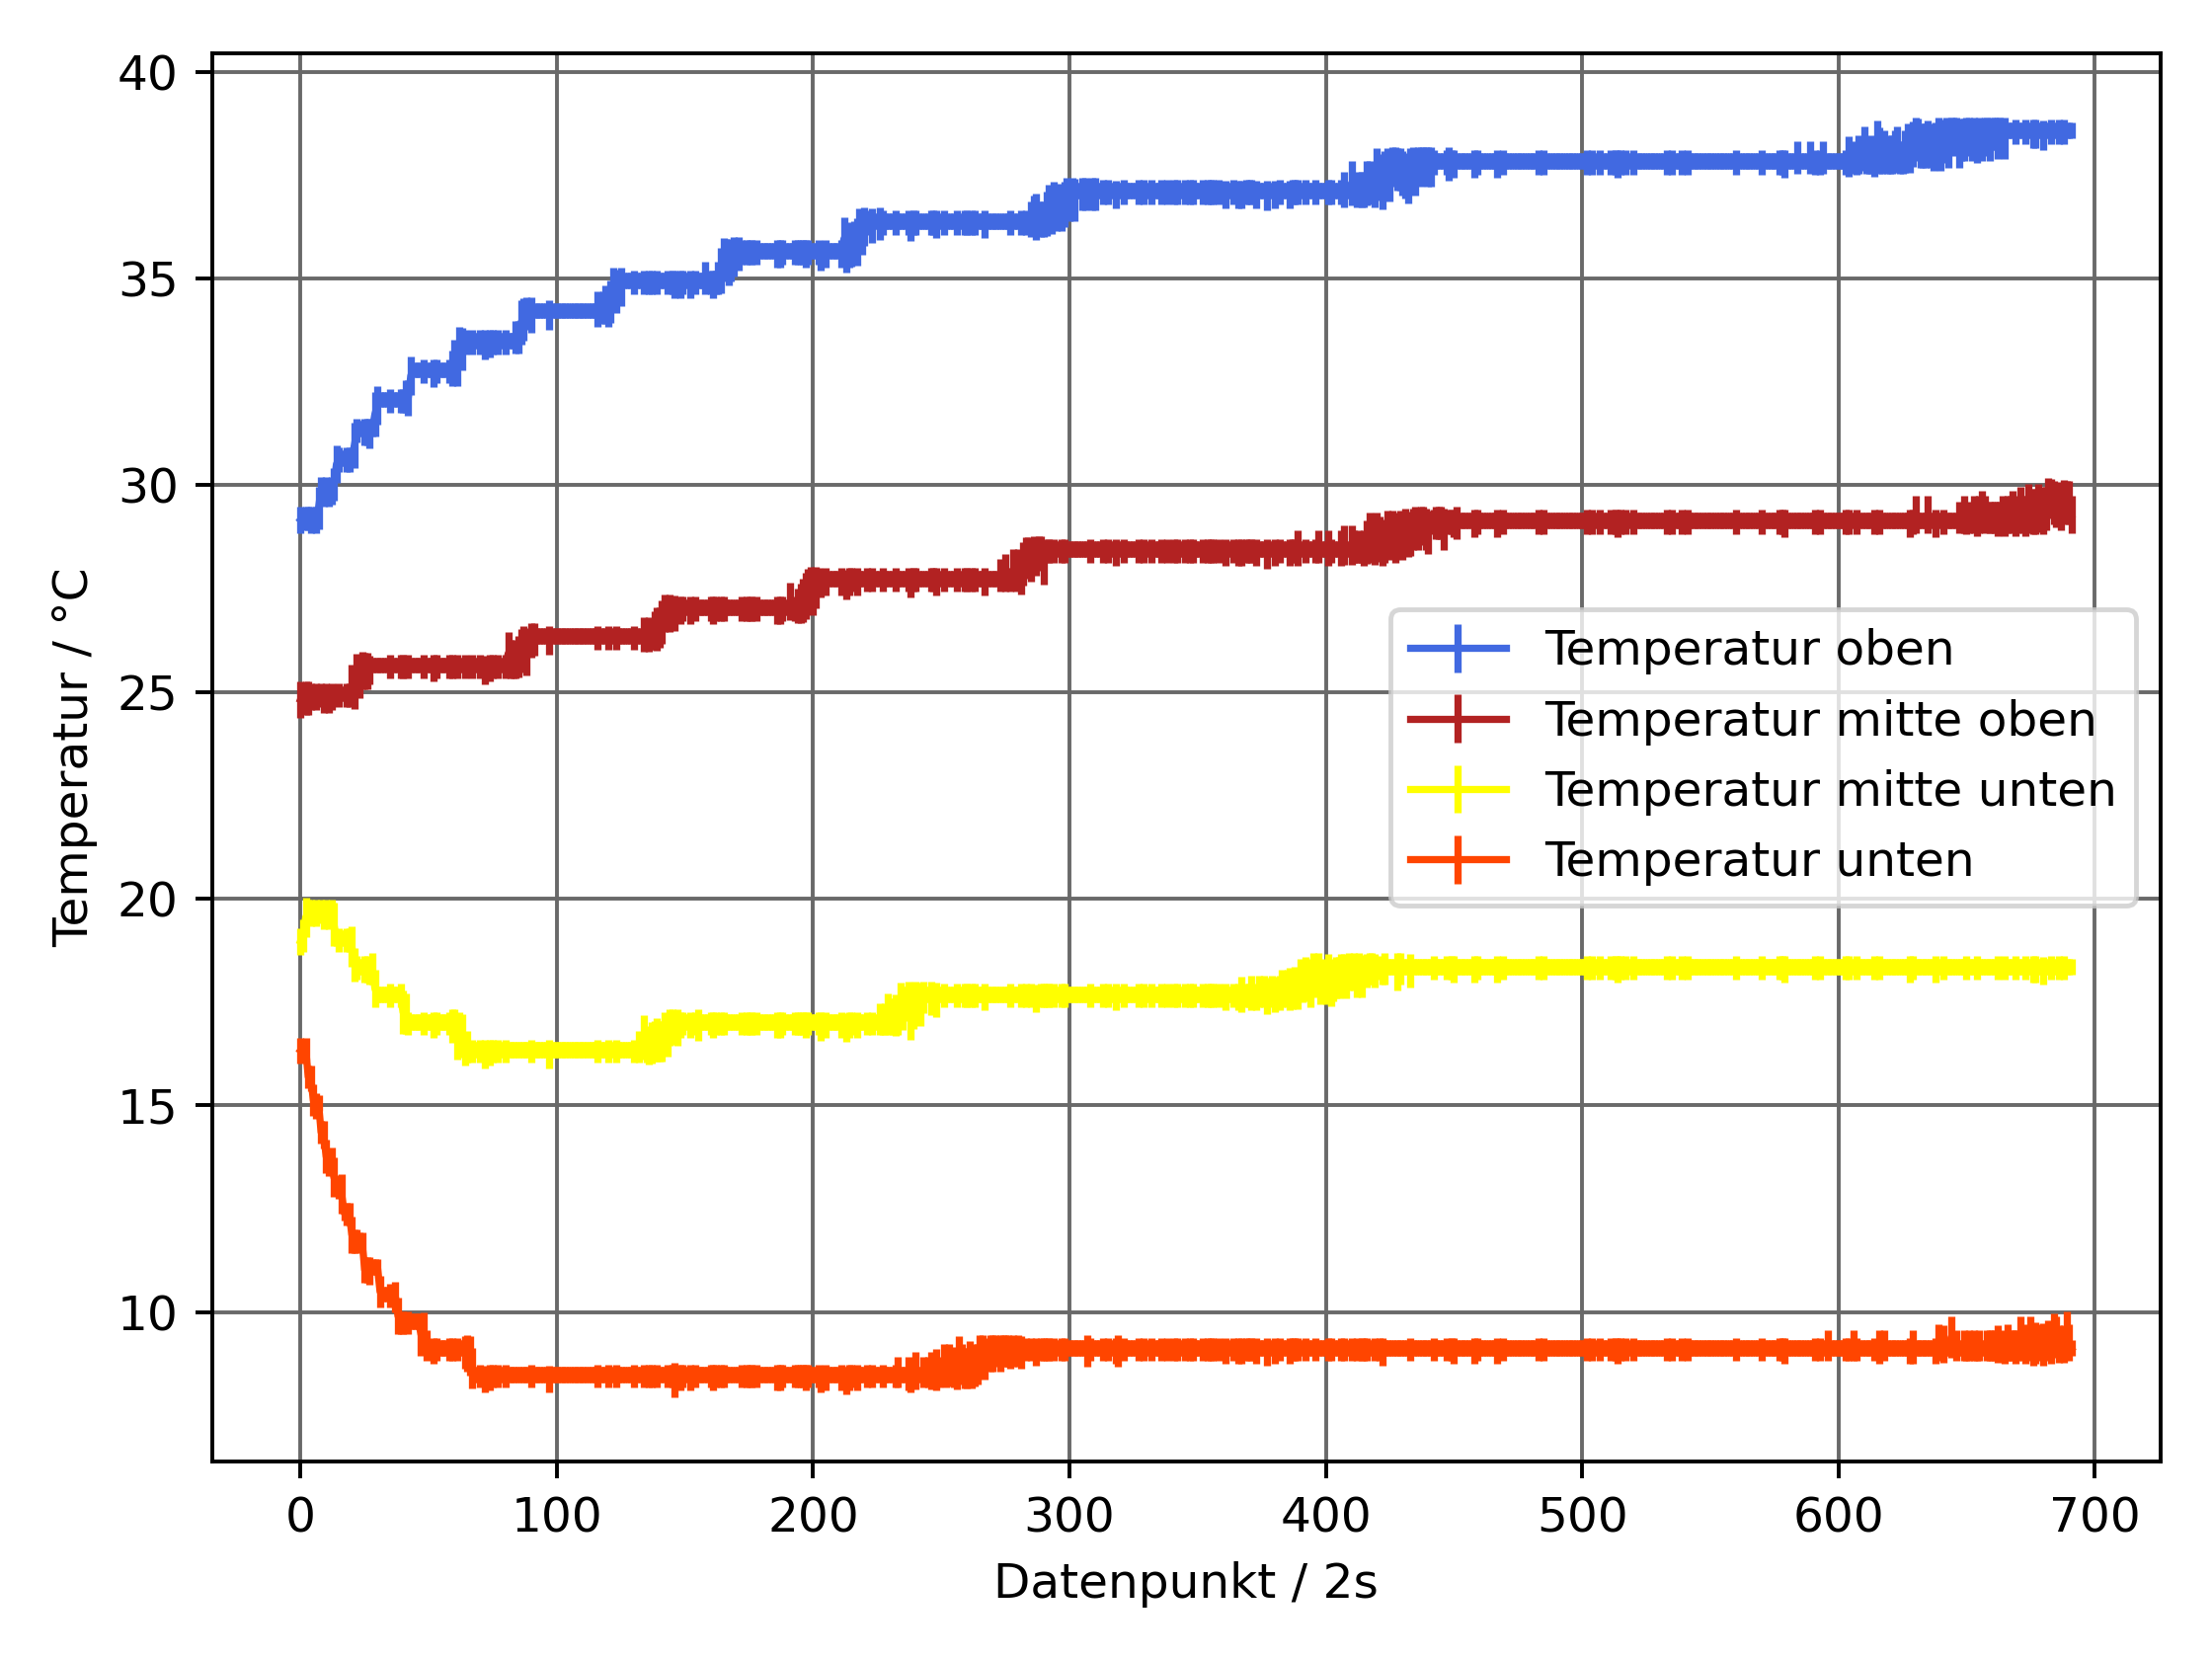 40
35
30
25
20
15
10
Temperatur / °C
Temperatur oben
Temperatur mitte oben
Temperatur mitte unten
Temperatur unten
0 100 200 300 400 500 600 700
Datenpunkt / 2s